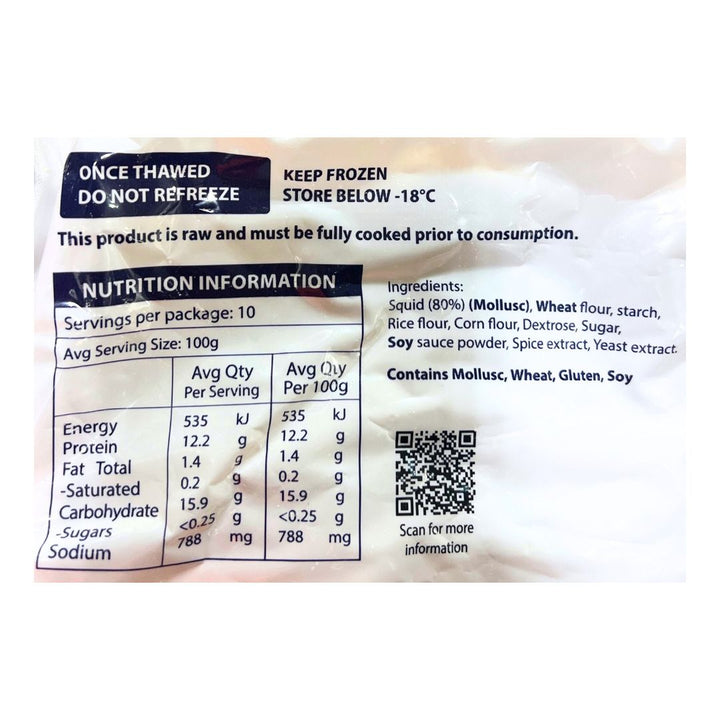 ONCE THAWED
DO NOT REFREEZE
KEEP FROZEN
STORE BELOW -18°C
This product is raw and must be fully cooked prior to consumption.
NUTRITION INFORMATION
Servings per package: 10
Avg Serving Size: 100g
Avg Qty Per Serving
Avg Qty Per 100g
Energy 535 kJ 535 kJ
Protein 12.2 g 12.2 g
Fat Total 1.4 g 1.4 g
-Saturated 0.2 g 0.2 g
Carbohydrate 15.9 g 15.9 g
-Sugars <0.25 g <0.25 g
Sodium 788 mg 788 mg
Ingredients:
Squid (80%) (Mollusc), Wheat flour, starch,
Rice flour, Corn flour, Dextrose, Sugar,
Soy sauce powder, Spice extract, Yeast extract.
Contains Mollusc, Wheat, Gluten, Soy
Scan for more
information